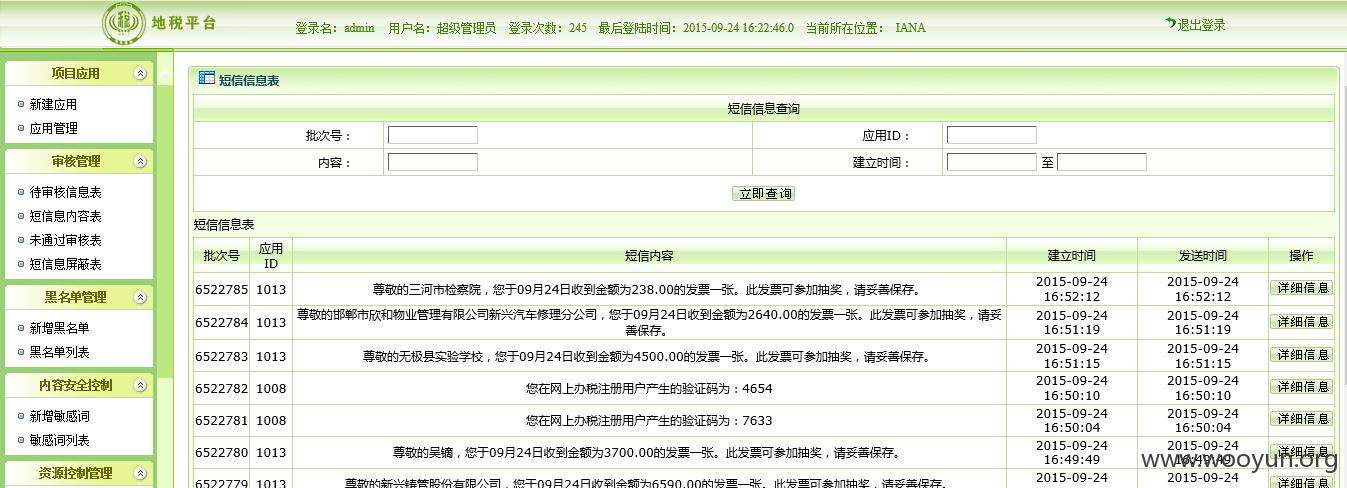 地税平台
登录名：admin 用户名：超级管理员 登录次数：245 最后登陆时间：2015-09-24 16:22:46.0 当前所在位置： IANA
退出登录
项目应用
新建应用
应用管理
审核管理
待审核信息表
短信息内容表
未通过审核表
短信息屏蔽表
黑名单管理
新增黑名单
黑名单列表
内容安全控制
新增敏感词
敏感词列表
资源控制管理
短信信息表
短信信息查询
批次号： 应用ID：
内容： 建立时间： 至
立即查询
短信信息表
批次号 应用ID 短信内容 建立时间 发送时间 操作
6522785 1013 尊敬的三河市检察院，您于09月24日收到金额为238.00的发票一张。此发票可参加抽奖，请妥善保存。 2015-09-24 16:52:12 2015-09-24 16:52:12 详细信息
6522784 1013 尊敬的邯郸市欣和物业管理有限公司新兴汽车修理分公司，您于09月24日收到金额为2640.00的发票一张。此发票可参加抽奖，请妥善保存。 2015-09-24 16:51:19 2015-09-24 16:51:19 详细信息
6522783 1013 尊敬的无极县实验学校，您于09月24日收到金额为4500.00的发票一张。此发票可参加抽奖，请妥善保存。 2015-09-24 16:51:15 2015-09-24 16:51:15 详细信息
6522782 1008 您在网上办税注册用户产生的验证码为：4654 2015-09-24 16:50:10 2015-09-24 16:50:10 详细信息
6522781 1008 您在网上办税注册用户产生的验证码为：7633 2015-09-24 16:50:04 2015-09-24 16:50:04 详细信息
6522780 1013 尊敬的吴镝，您于09月24日收到金额为3700.00的发票一张。此发票可参加抽奖，请妥善保存。 2015-09-24 16:49:49 2015-09-24 16:49:49 详细信息
6522779 1013 尊敬的新兴铸管股份有限公司，您于09月24日收到金额为6590.00的发票一张。此发票可参加抽奖，请妥善保存。 2015-09-24 2015-09-24 详细信息
www.wooyun.org